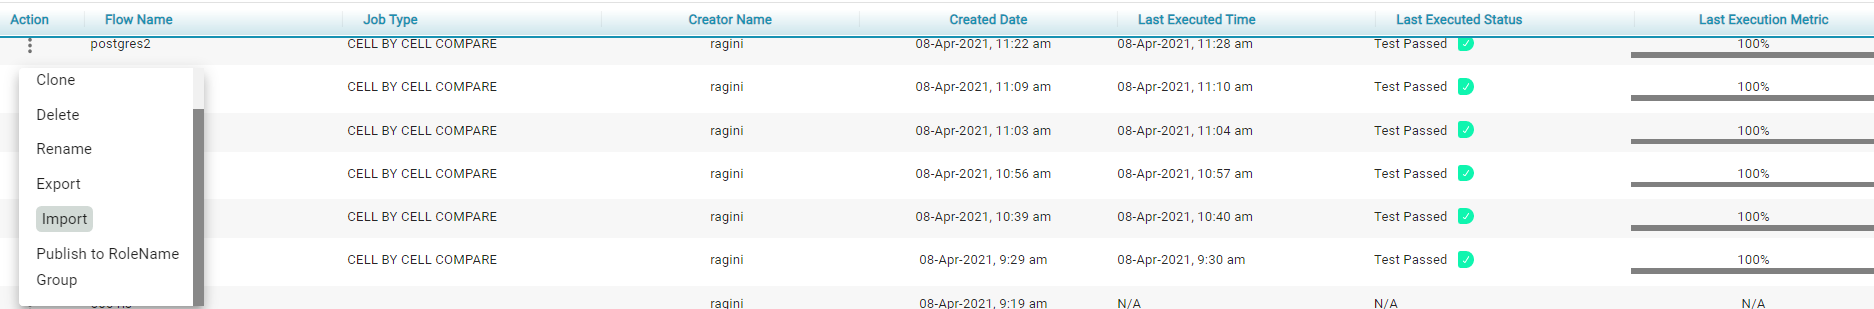 Action Flow Name Job Type Creator Name Created Date Last Executed Time Last Executed Status Last Execution Metric
postgres2 CELL BY CELL COMPARE ragini 08-Apr-2021, 11:22 am 08-Apr-2021, 11:28 am Test Passed 100%
Clone
CELL BY CELL COMPARE ragini 08-Apr-2021, 11:09 am 08-Apr-2021, 11:10 am Test Passed 100%
Delete
CELL BY CELL COMPARE ragini 08-Apr-2021, 11:03 am 08-Apr-2021, 11:04 am Test Passed 100%
Rename
CELL BY CELL COMPARE ragini 08-Apr-2021, 10:56 am 08-Apr-2021, 10:57 am Test Passed 100%
Export
Import
CELL BY CELL COMPARE ragini 08-Apr-2021, 10:39 am 08-Apr-2021, 10:40 am Test Passed 100%
Publish to RoleName
Group
CELL BY CELL COMPARE ragini 08-Apr-2021, 9:29 am 08-Apr-2021, 9:30 am Test Passed 100%
ragini 08-Apr-2021, 9:19 am N/A N/A N/A